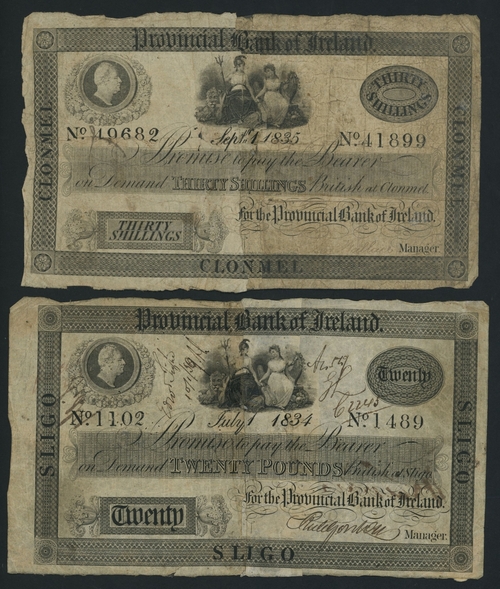 Provincial Bank of Ireland.
THIRTY SHILLINGS
No. 49682 Sept. 1 1835 No. 41899
I Promise to pay the Bearer
on Demand THIRTY SHILLINGS British at Clonmel.
For the Provincial Bank of Ireland.
THIRTY SHILLINGS
Manager.
CLONMEL
CLONMEL
CLONMEL
Provincial Bank of Ireland.
Twenty
No. 1102 July 1 1834 No. 1489
I Promise to pay the Bearer
on Demand TWENTY POUNDS British at Sligo
For the Provincial Bank of Ireland.
Twenty
Manager.
SLIGO
SLIGO
SLIGO